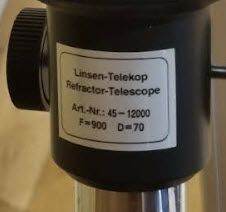 Linsen-Telekop
Refractor-Telescope
Art.-Nr.: 45-12000
F=900 D=70